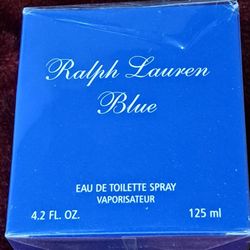 Ralph Lauren
Blue
EAU DE TOILETTE SPRAY
VAPORISATEUR
4.2 FL. OZ. 125 ml